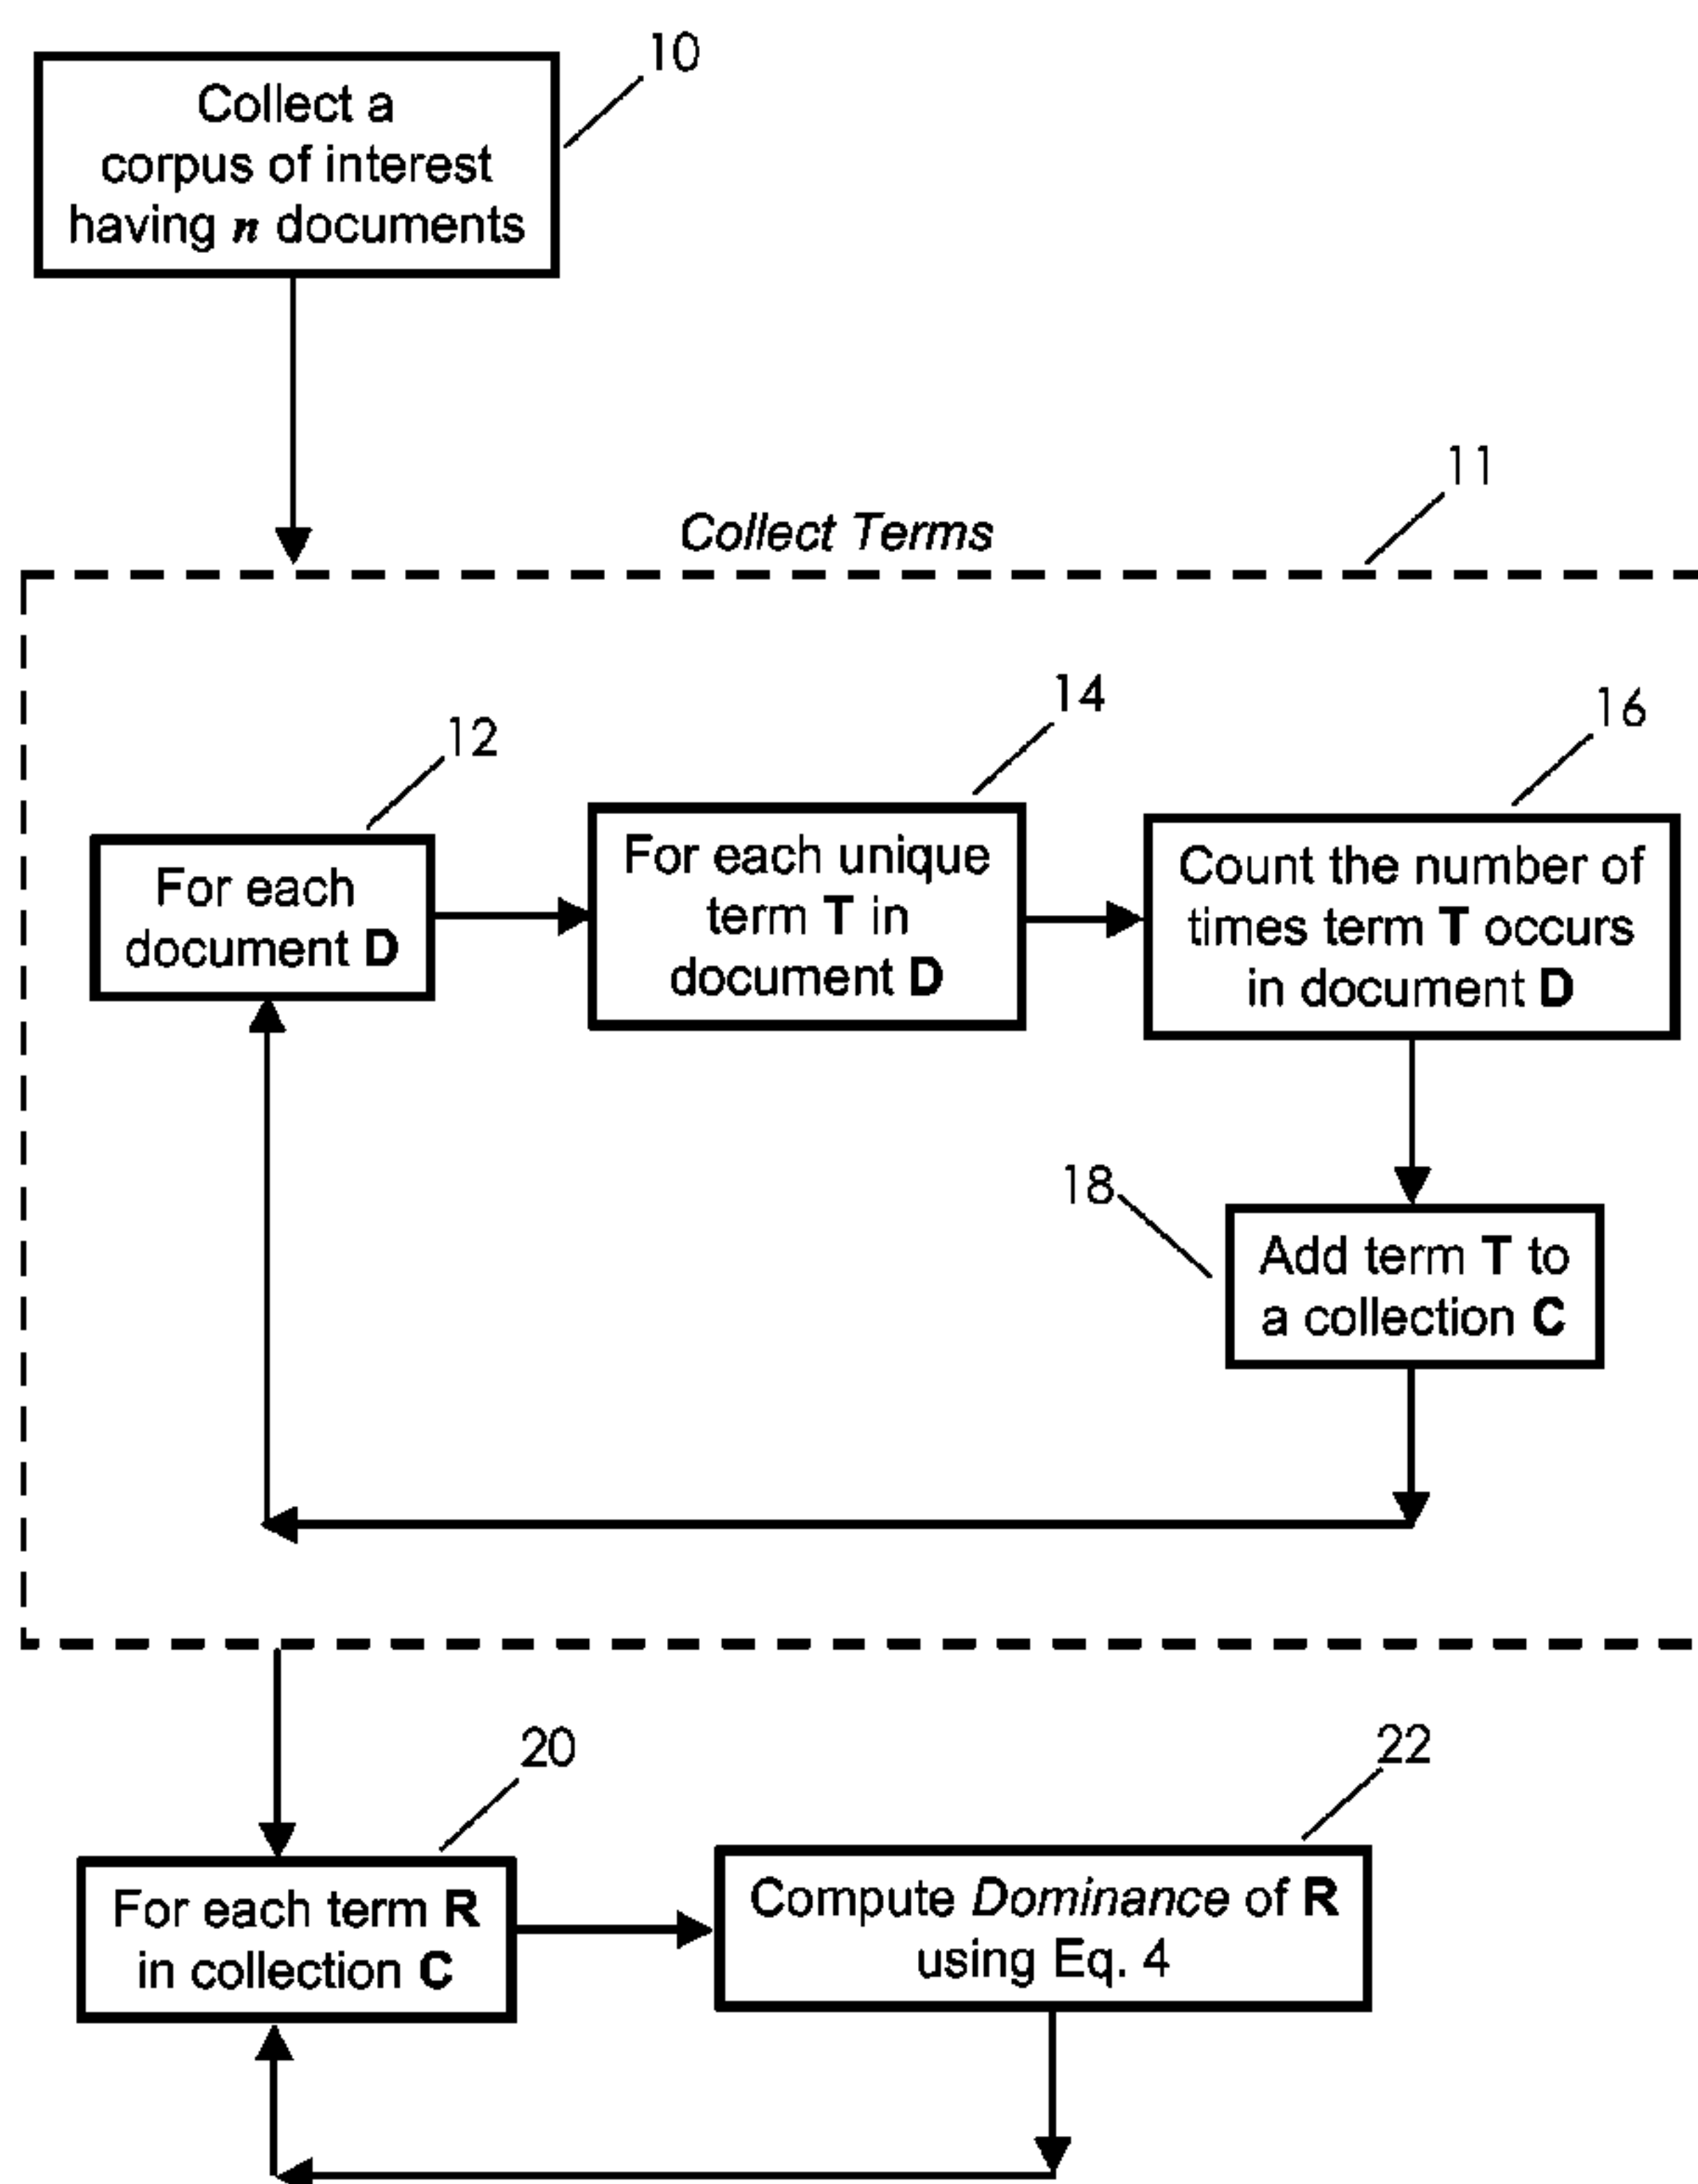 10
Collect a
corpus of interest
having n documents
11
Collect Terms
12
14
16
For each
document D
For each unique
term T in
document D
Count the number of
times term T occurs
in document D
18
Add term T to
a collection C
20
22
For each term R
in collection C
Compute Dominance of R
using Eq. 4